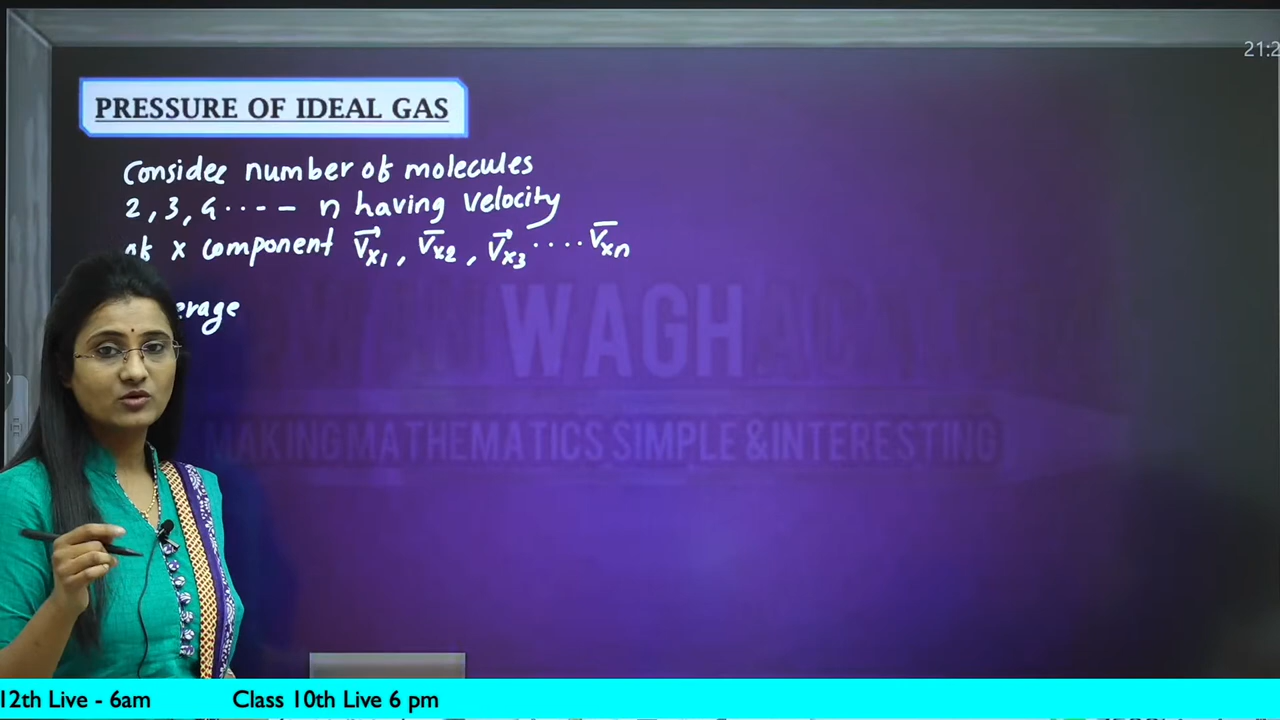 21:2
PRESSURE OF IDEAL GAS
Consider number of molecules
2, 3, 4 ..... n having velocity
of x component V⃗x1, V̄x2, V⃗x3 .... V̄xn
erage
WAGH
MAKING MATHEMATICS SIMPLE & INTERESTING
12th Live - 6am Class 10th Live 6 pm